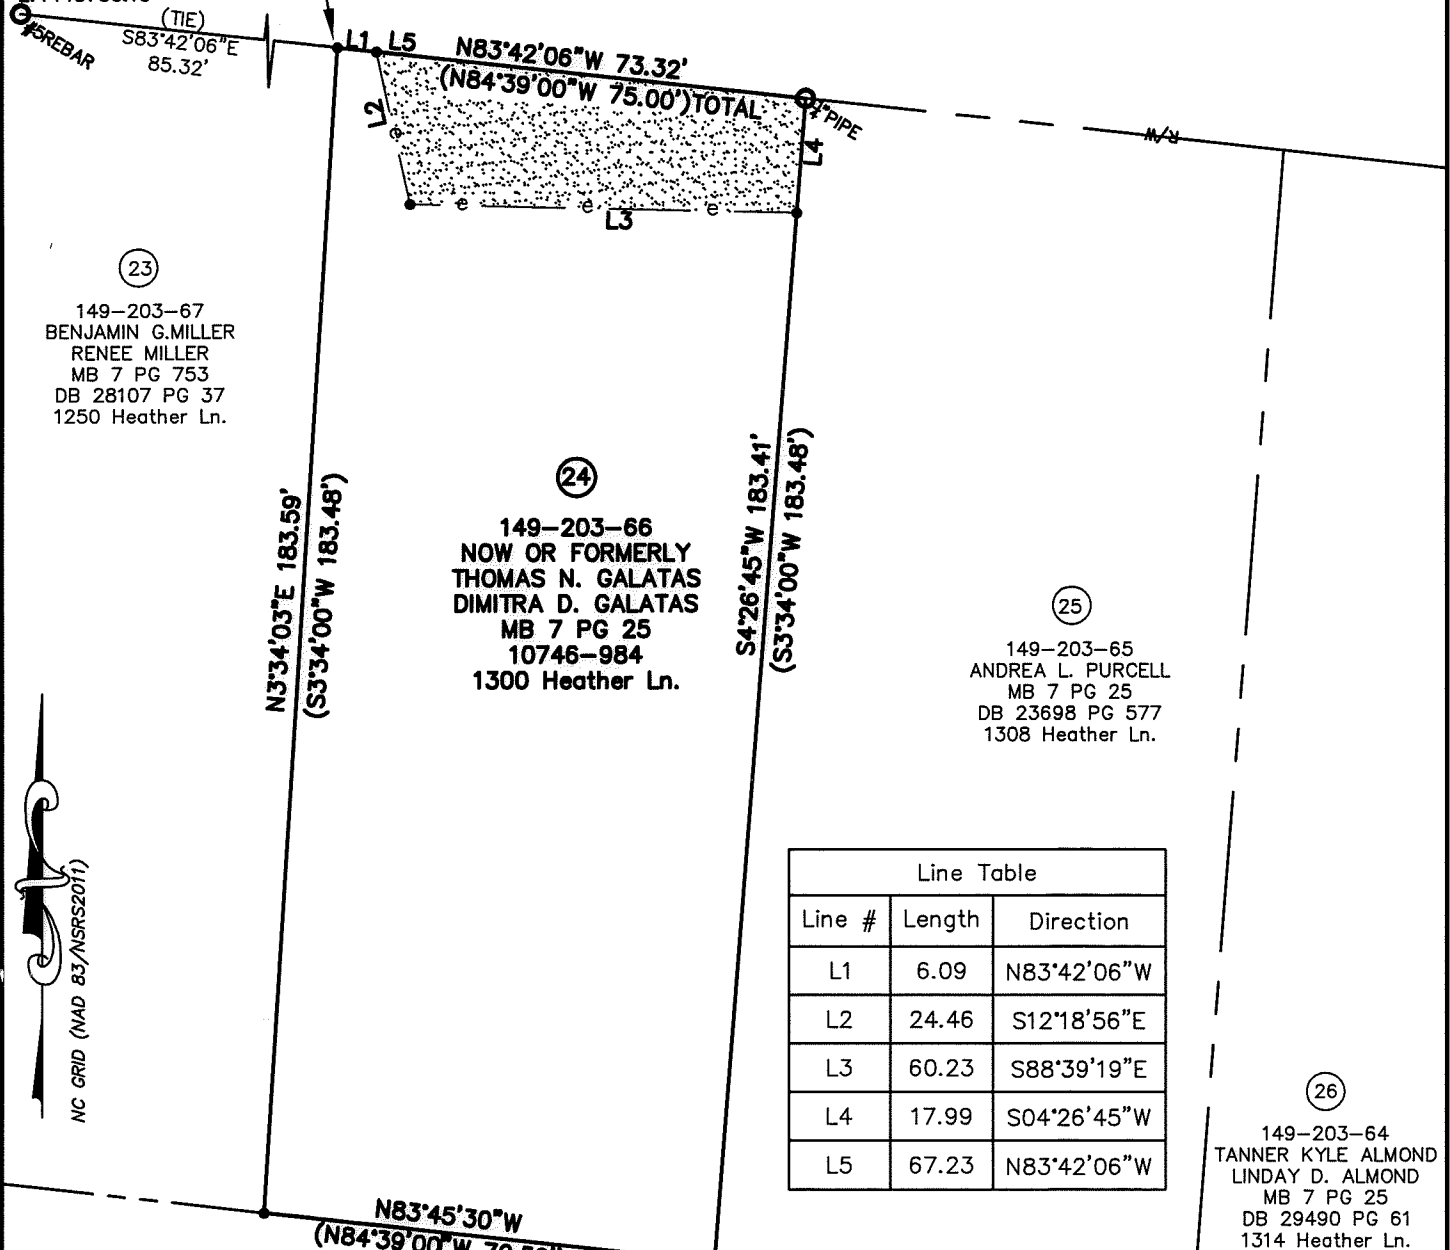 (TIE)
S83°42'06"E
85.32'
#5REBAR
L1
L5
N83°42'06"W 73.32'
(N84°39'00"W 75.00')TOTAL
1"PIPE
R/W
L2
e
L4
e e e
L3
23
149-203-67
BENJAMIN G.MILLER
RENEE MILLER
MB 7 PG 753
DB 28107 PG 37
1250 Heather Ln.
N3°34'03"E 183.59'
(S3°34'00"W 183.48')
24
149-203-66
NOW OR FORMERLY
THOMAS N. GALATAS
DIMITRA D. GALATAS
MB 7 PG 25
10746-984
1300 Heather Ln.
S4°26'45"W 183.41'
(S3°34'00"W 183.48')
25
149-203-65
ANDREA L. PURCELL
MB 7 PG 25
DB 23698 PG 577
1308 Heather Ln.
NC GRID (NAD 83/NSRS2011)
Line Table
Line # Length Direction
L1 6.09 N83°42'06"W
L2 24.46 S12°18'56"E
L3 60.23 S88°39'19"E
L4 17.99 S04°26'45"W
L5 67.23 N83°42'06"W
26
149-203-64
TANNER KYLE ALMOND
LINDAY D. ALMOND
MB 7 PG 25
DB 29490 PG 61
1314 Heather Ln.
N83°45'30"W
(N84°39'00"W